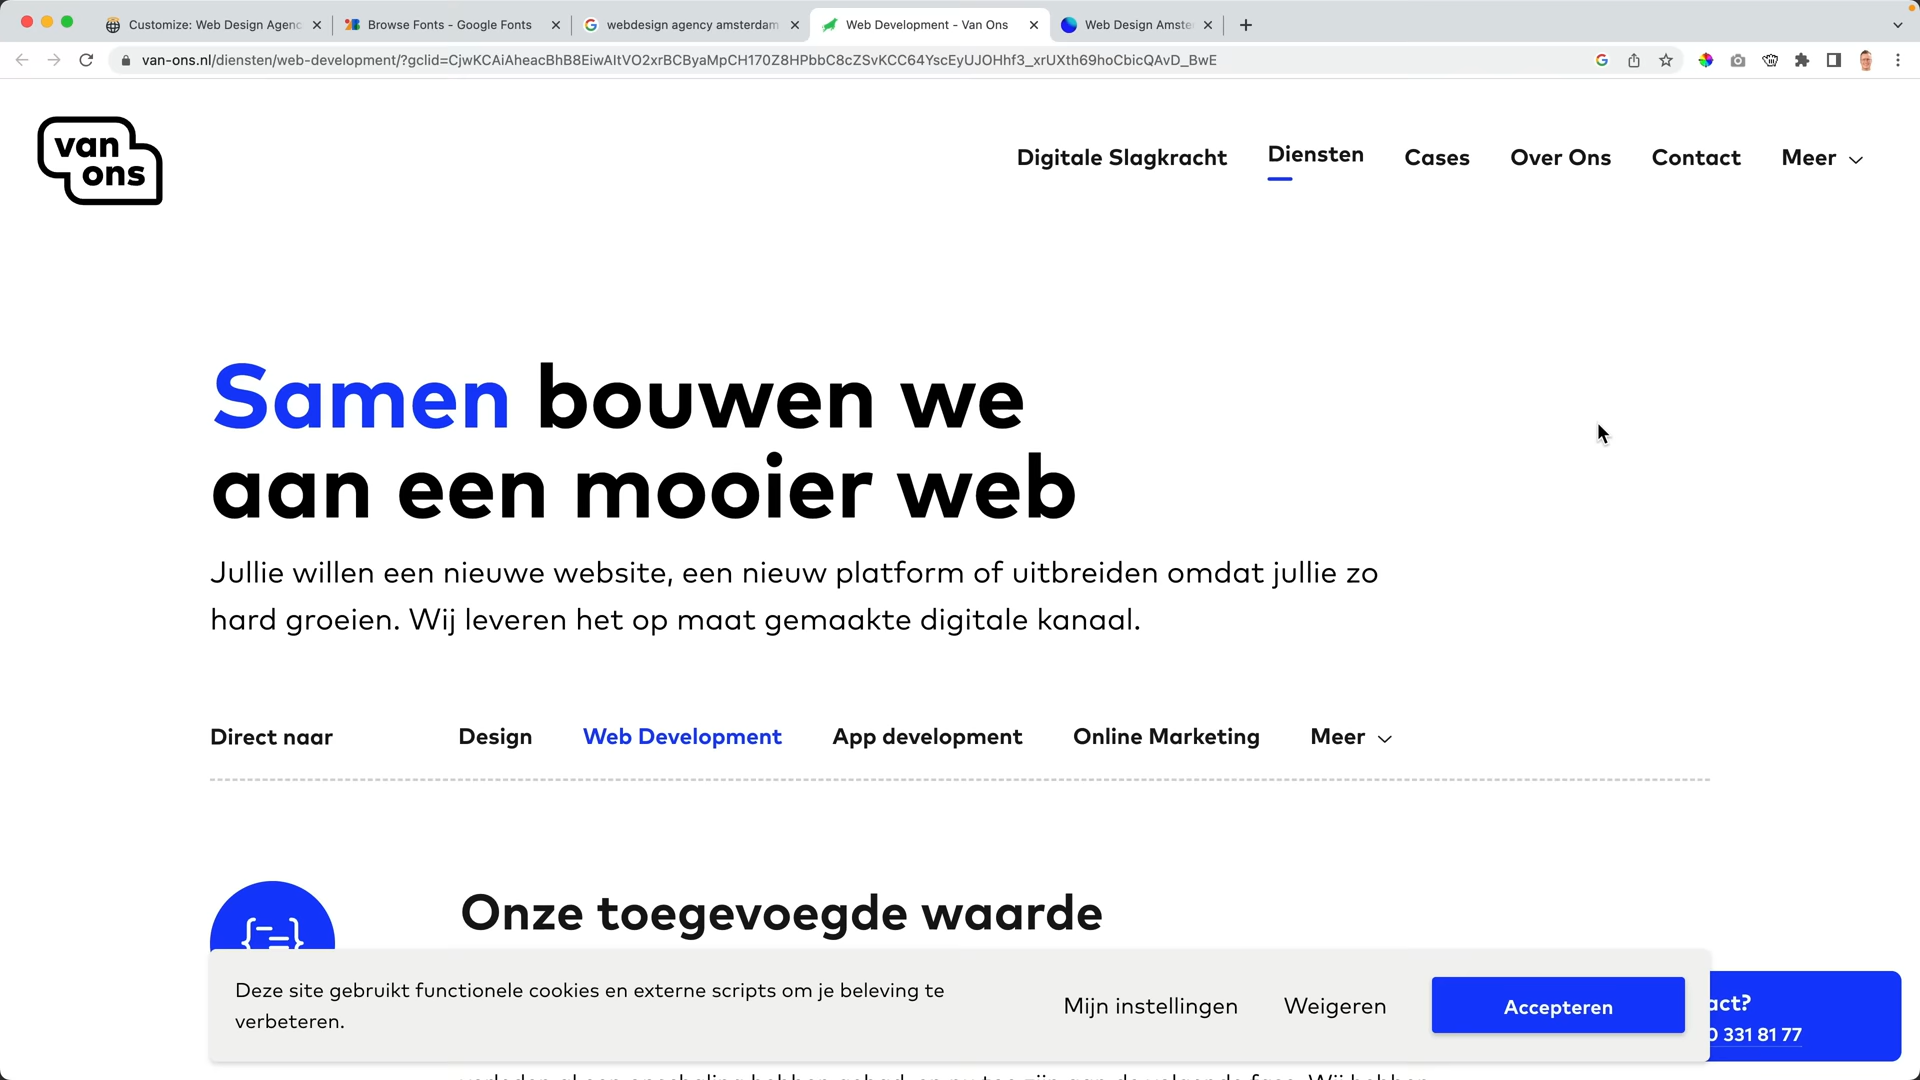 Customize: Web Design Agenc
Browse Fonts - Google Fonts
webdesign agency amsterdam
Web Development - Van Ons
Web Design Amste
van-ons.nl/diensten/web-development/?gclid=CjwKCAiAheacBhB8EiwAItVO2xrBCByaMpCH170Z8HPbbC8cZSvKCC64YscEyUJOHhf3_xrUXth69hoCbicQAvD_BwE
van
ons
Digitale Slagkracht
Diensten
Cases
Over Ons
Contact
Meer
Samen bouwen we
aan een mooier web
Jullie willen een nieuwe website, een nieuw platform of uitbreiden omdat jullie zo
hard groeien. Wij leveren het op maat gemaakte digitale kanaal.
Direct naar
Design
Web Development
App development
Online Marketing
Meer
Onze toegevoegde waarde
Deze site gebruikt functionele cookies en externe scripts om je beleving te
verbeteren.
Mijn instellingen
Weigeren
Accepteren
act?
0 331 81 77